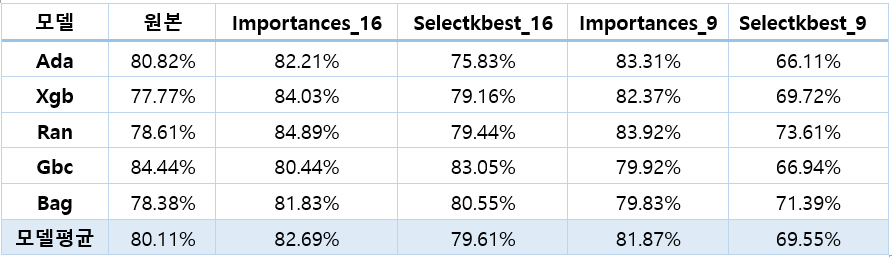 모델 원본 Importances_16 Selectkbest_16 Importances_9 Selectkbest_9
Ada 80.82% 82.21% 75.83% 83.31% 66.11%
Xgb 77.77% 84.03% 79.16% 82.37% 69.72%
Ran 78.61% 84.89% 79.44% 83.92% 73.61%
Gbc 84.44% 80.44% 83.05% 79.92% 66.94%
Bag 78.38% 81.83% 80.55% 79.83% 71.39%
모델평균 80.11% 82.69% 79.61% 81.87% 69.55%